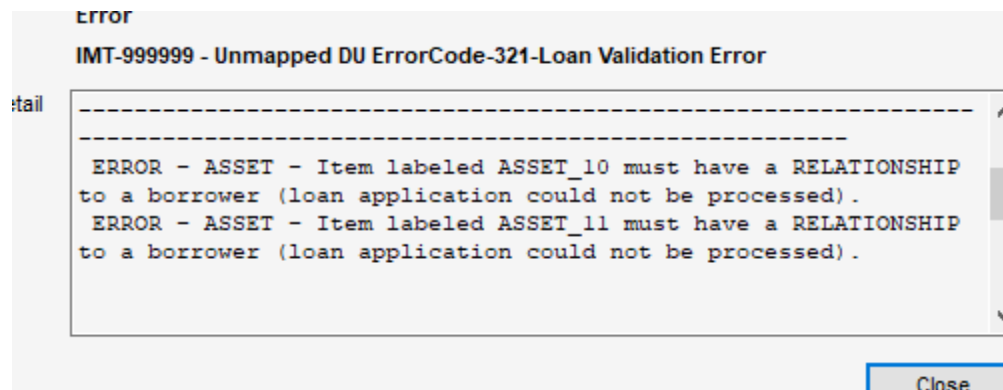 Error
IMT-999999 - Unmapped DU ErrorCode-321-Loan Validation Error
etail
----------------------------------------------------------------
-------------------------------------------------------
ERROR - ASSET - Item labeled ASSET_10 must have a RELATIONSHIP
to a borrower (loan application could not be processed).
ERROR - ASSET - Item labeled ASSET_11 must have a RELATIONSHIP
to a borrower (loan application could not be processed).
Close